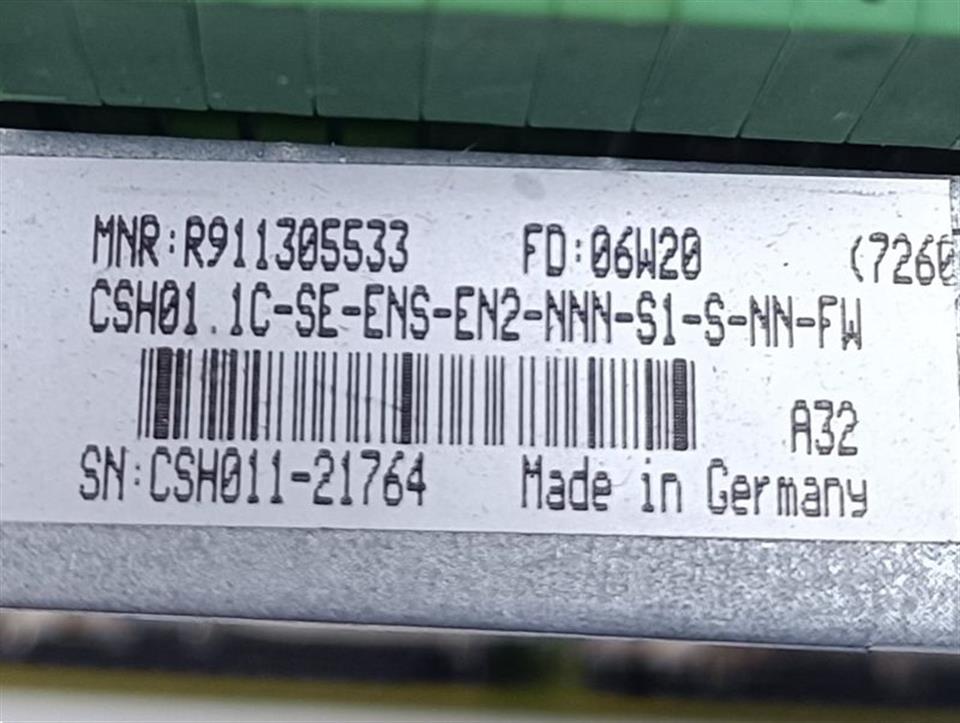 MNR:R911305533 FD:06W20 (7260
CSH01.1C-SE-ENS-EN2-NNN-S1-S-NN-FW
A32
SN:CSH011-21764 Made in Germany